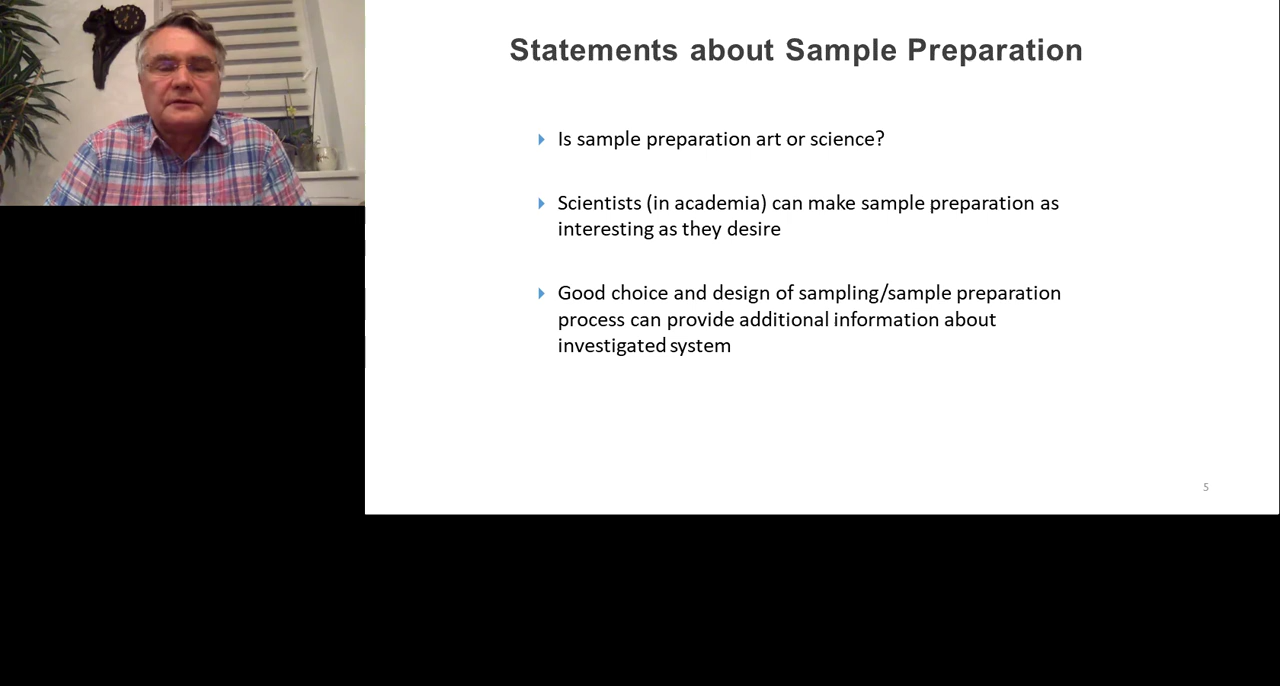 Statements about Sample Preparation
Is sample preparation art or science?
Scientists (in academia) can make sample preparation as
interesting as they desire
Good choice and design of sampling/sample preparation
process can provide additional information about
investigated system
5